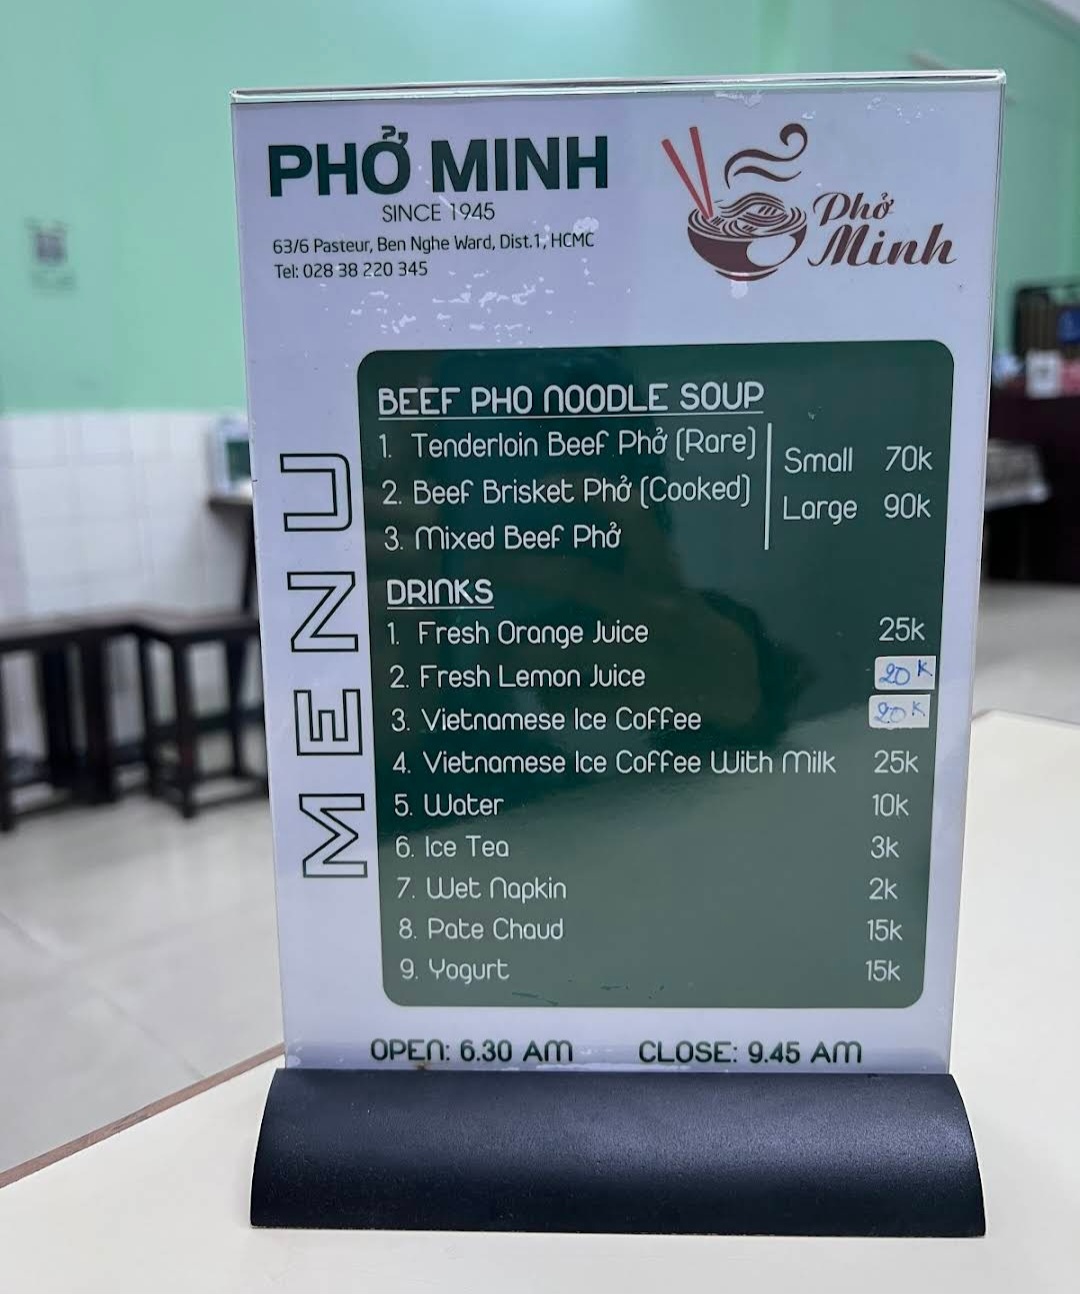 PHỞ MINH
SINCE 1945
63/6 Pasteur, Ben Nghe Ward, Dist.1, HCMC
Tel: 028 38 220 345
Phở
Minh
MENU
BEEF PHO NOODLE SOUP
1. Tenderloin Beef Phở (Rare)
2. Beef Brisket Phở (Cooked)
3. Mixed Beef Phở
Small 70k
Large 90k
DRINKS
1. Fresh Orange Juice 25k
2. Fresh Lemon Juice 20K
3. Vietnamese Ice Coffee 20K
4. Vietnamese Ice Coffee With Milk 25k
5. Water 10k
6. Ice Tea 3k
7. Wet Napkin 2k
8. Pate Chaud 15k
9. Yogurt 15k
OPEN: 6.30 AM CLOSE: 9.45 AM